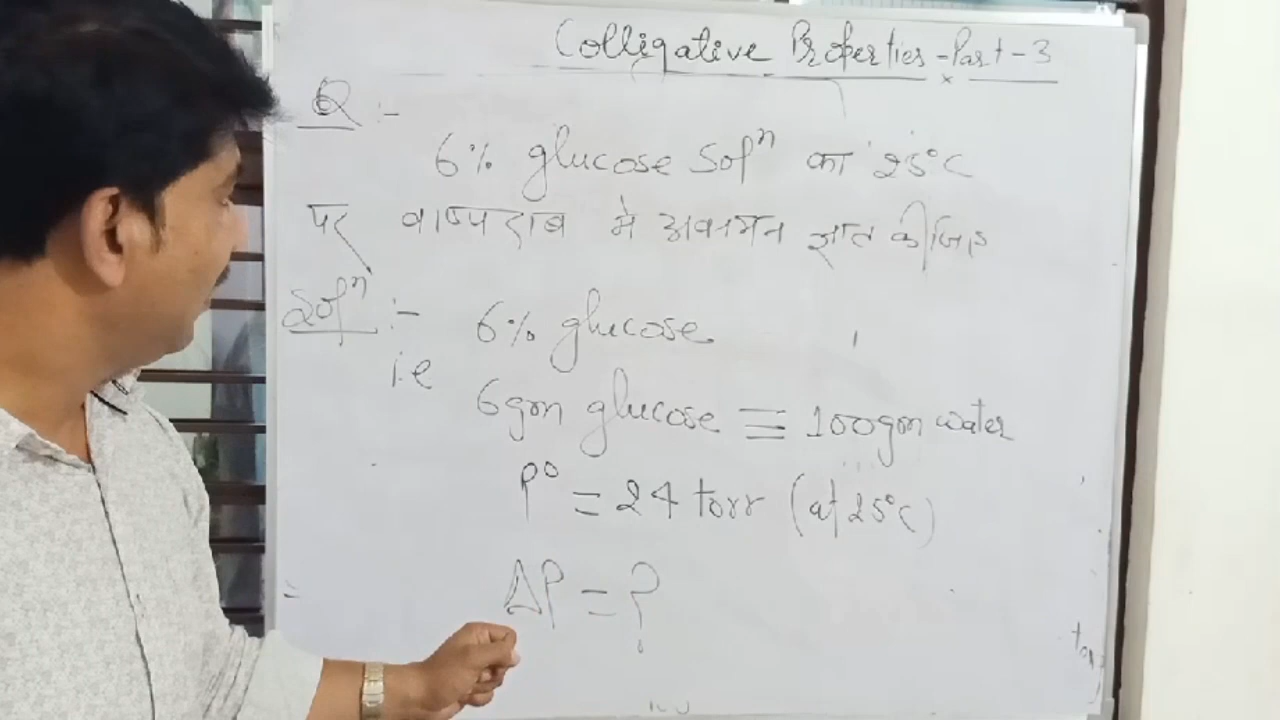 Colligative Properties - Part - 3
Q :-
6% glucose Solⁿ का 25°C
पर वाष्पदाब में अवनमन ज्ञात कीजिए
Solⁿ :- 6% glucose
i.e
6gm glucose ≡ 100gm water
P° = 24 torr (at 25°C)
ΔP = ?